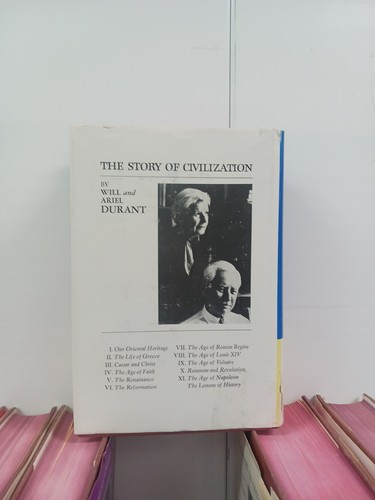 THE STORY OF CIVILIZATION
BY
WILL and
ARIEL
DURANT
I. Our Oriental Heritage
II. The Life of Greece
III. Caesar and Christ
IV. The Age of Faith
V. The Renaissance
VI. The Reformation
VII. The Age of Reason Begins
VIII. The Age of Louis XIV
IX. The Age of Voltaire
X. Rousseau and Revolution,
XI. The Age of Napoleon
The Lessons of History